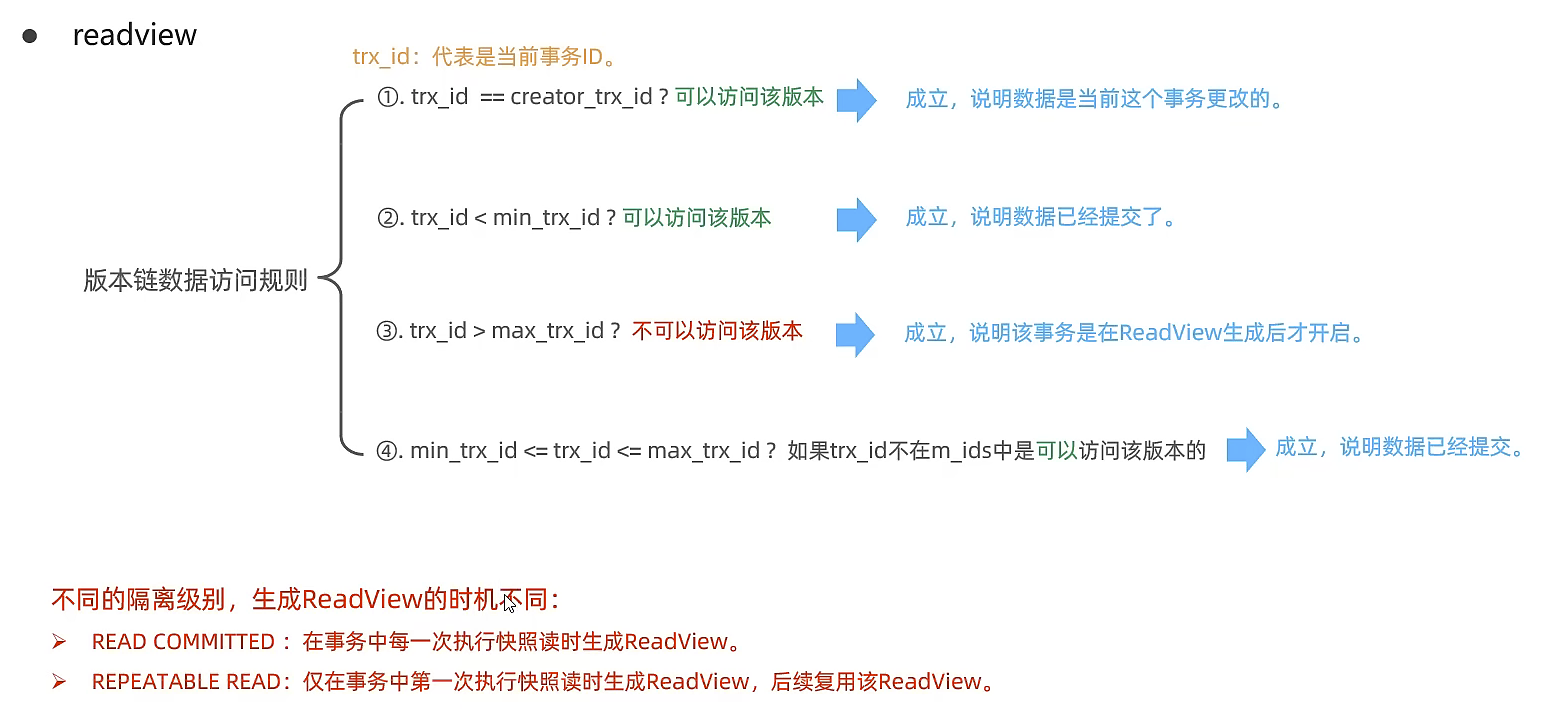 ● readview
trx_id：代表是当前事务ID。
①. trx_id == creator_trx_id ? 可以访问该版本 成立，说明数据是当前这个事务更改的。
②. trx_id < min_trx_id ? 可以访问该版本 成立，说明数据已经提交了。
版本链数据访问规则
③. trx_id > max_trx_id ? 不可以访问该版本 成立，说明该事务是在ReadView生成后才开启。
④. min_trx_id <= trx_id <= max_trx_id ? 如果trx_id不在m_ids中是可以访问该版本的 成立，说明数据已经提交。
不同的隔离级别，生成ReadView的时机不同：
➢ READ COMMITTED ：在事务中每一次执行快照读时生成ReadView。
➢ REPEATABLE READ：仅在事务中第一次执行快照读时生成ReadView，后续复用该ReadView。